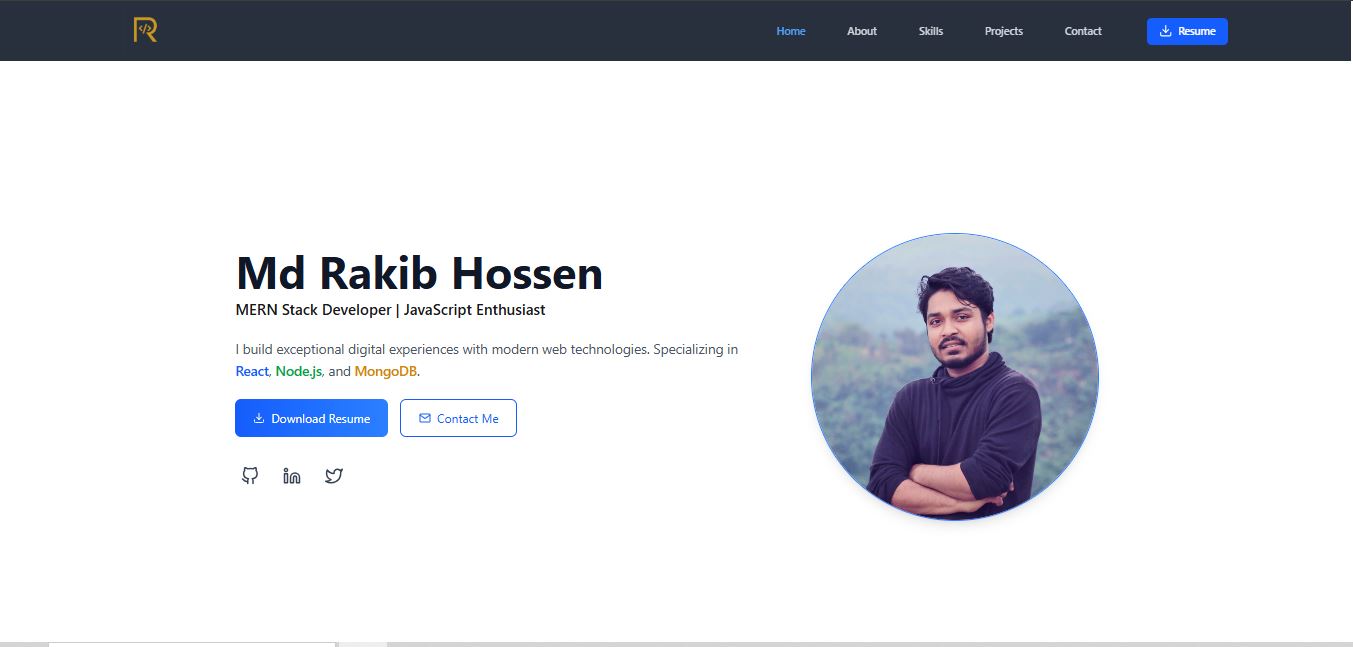 R </>
Home About Skills Projects Contact Resume
Md Rakib Hossen
MERN Stack Developer | JavaScript Enthusiast
I build exceptional digital experiences with modern web technologies. Specializing in
React, Node.js, and MongoDB.
Download Resume Contact Me
in